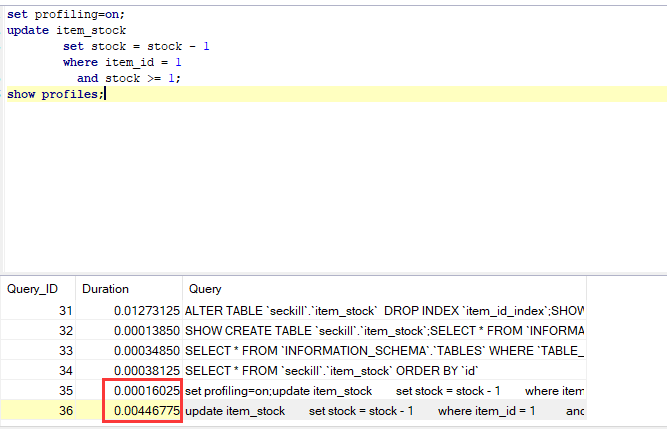 set profiling=on;
update item_stock
set stock = stock - 1
where item_id = 1
and stock >= 1;
show profiles;
Query_ID Duration Query
31 0.01273125 ALTER TABLE `seckill`.`item_stock` DROP INDEX `item_id_index`;SHOW
32 0.00013850 SHOW CREATE TABLE `seckill`.`item_stock`;SELECT * FROM `INFORMA
33 0.00034850 SELECT * FROM `INFORMATION_SCHEMA`.`TABLES` WHERE `TABLE_
34 0.00038125 SELECT * FROM `seckill`.`item_stock` ORDER BY `id`
35 0.00016025 set profiling=on;update item_stock set stock = stock - 1 where item
36 0.00446775 update item_stock set stock = stock - 1 where item_id = 1 and